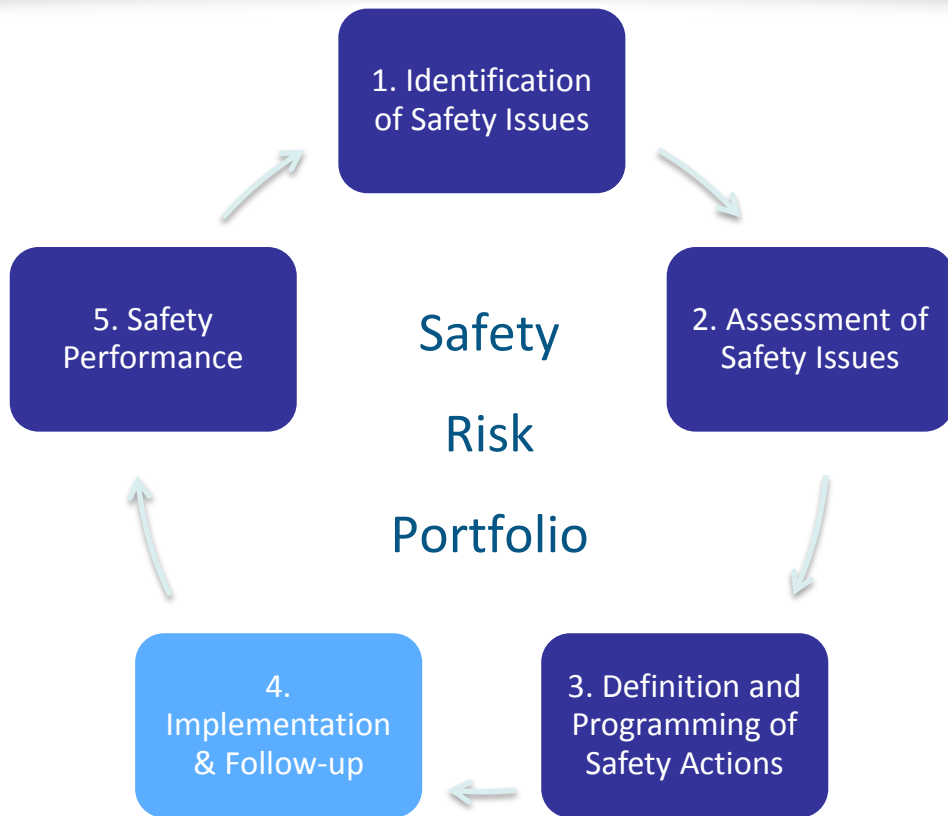 1. Identification
of Safety Issues
2. Assessment of
Safety Issues
3. Definition and
Programming of
Safety Actions
4.
Implementation
& Follow-up
5. Safety
Performance
Safety
Risk
Portfolio